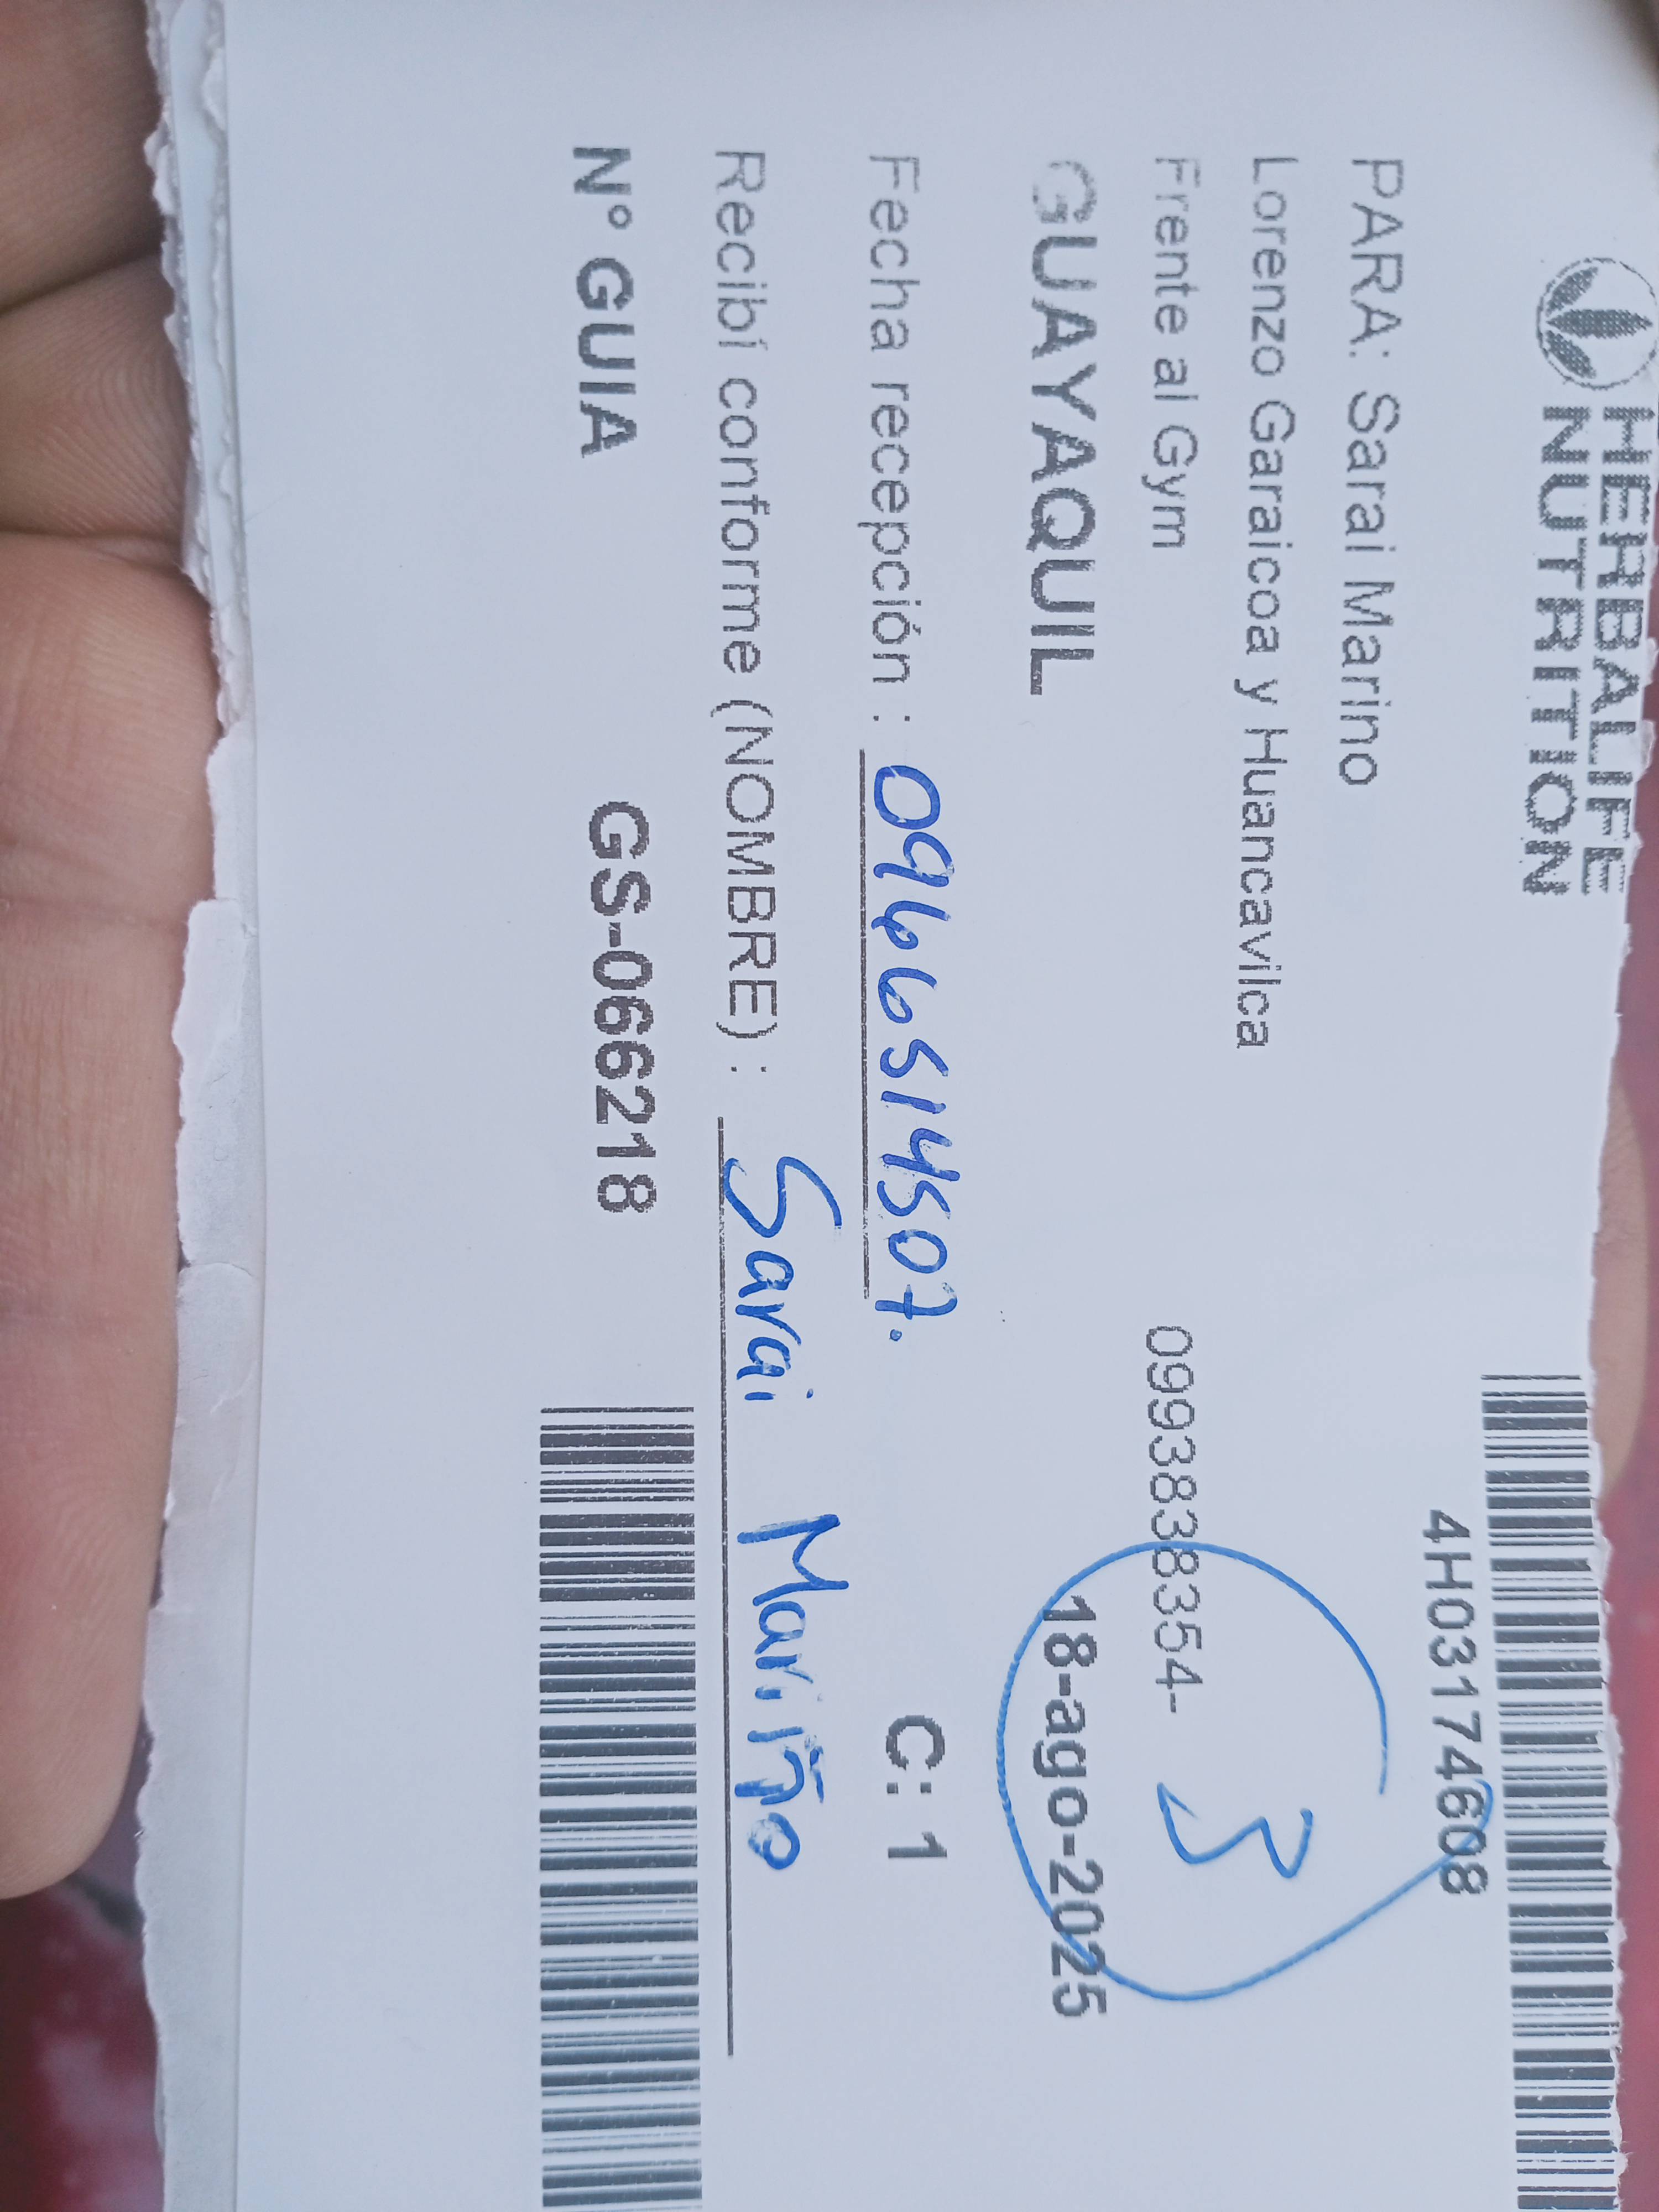 HERBALIFE
NUTRITION
4H03174608
PARA: Sarai Marino
Lorenzo Garaicoa y Huancavilca
Frente al Gym 0993838354-
3
GUAYAQUIL 18-ago-2025
Fecha recepción : 0966514507. C: 1
Recibí conforme (NOMBRE) : Sarai Mariño
N° GUIA GS-066218